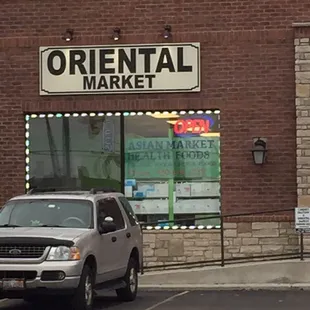 ORIENTAL
MARKET
OPEN
ASIAN MARKET
HEALTH FOODS